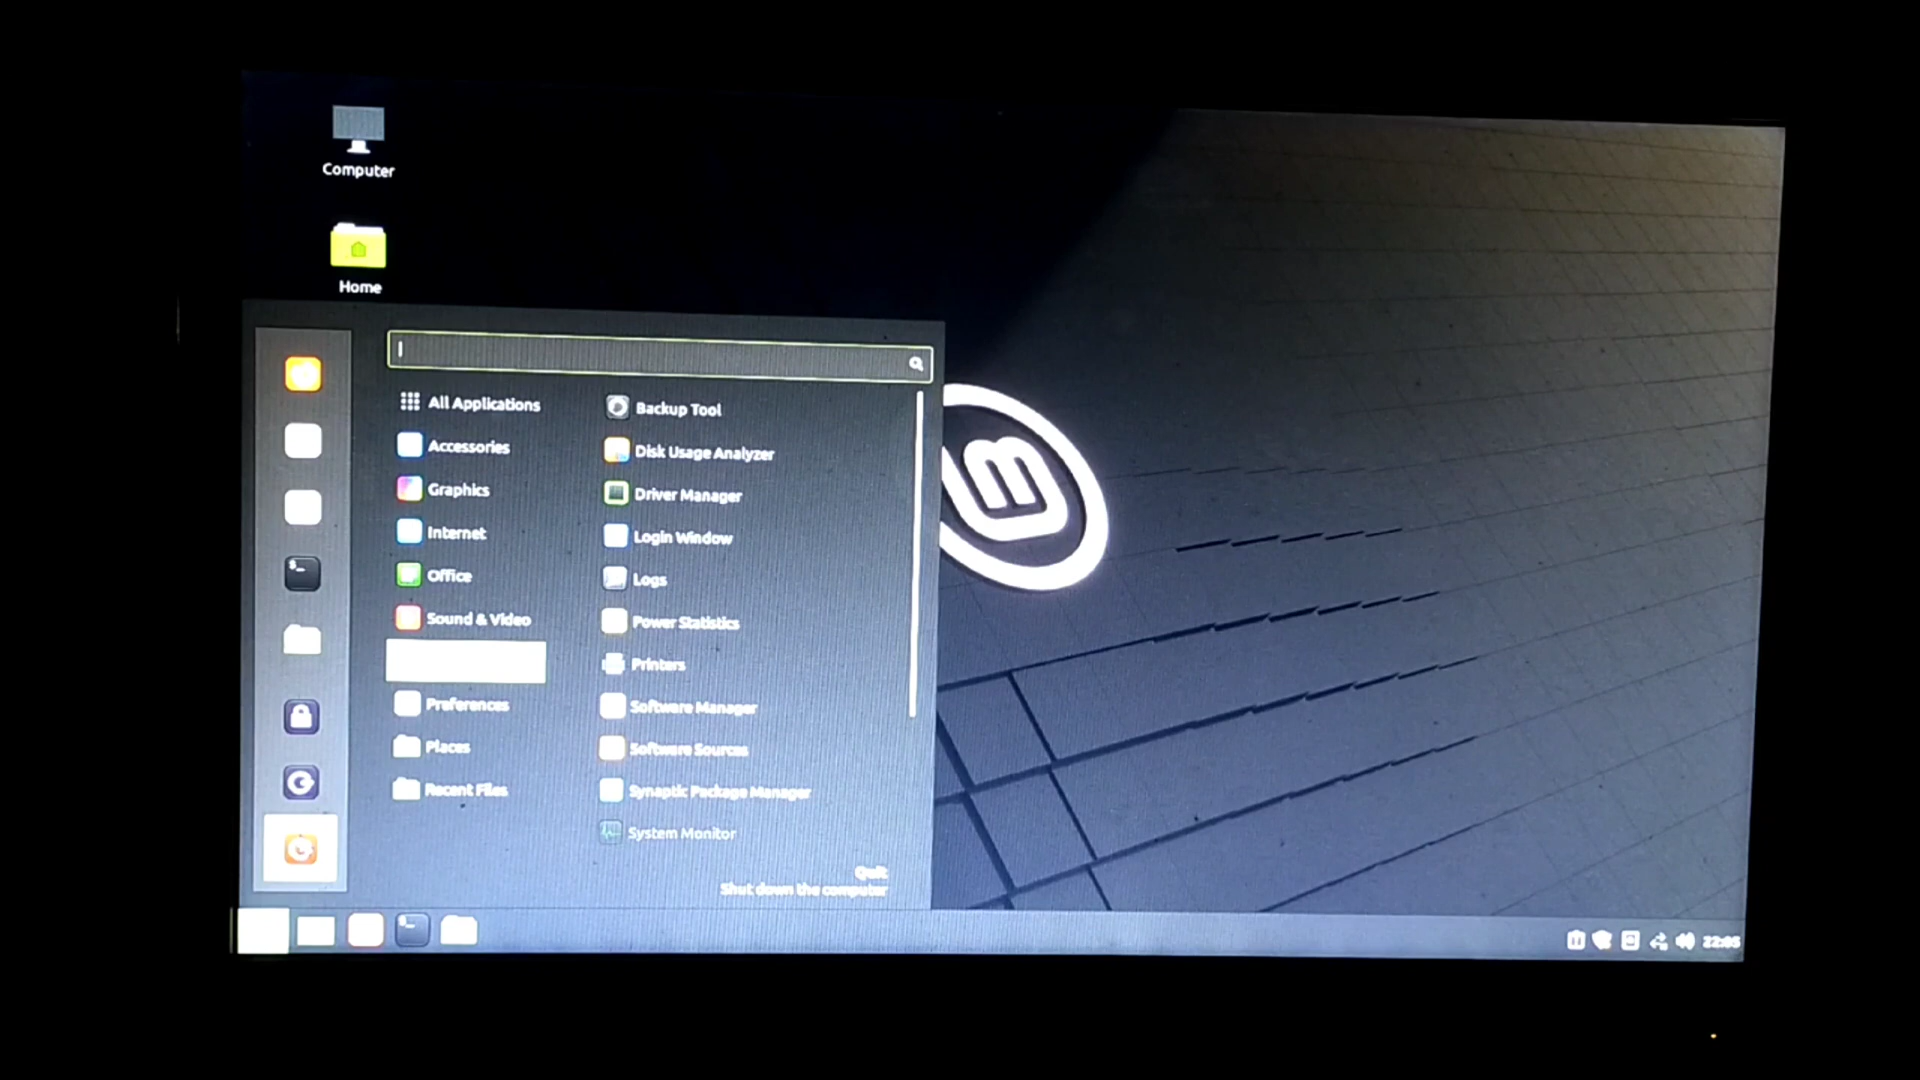 Computer
Home
All Applications
Accessories
Graphics
Internet
Office
Sound & Video
Preferences
Places
Recent Files
Backup Tool
Disk Usage Analyzer
Driver Manager
Login Window
Logs
Power Statistics
Printers
Software Manager
Software Sources
Synaptic Package Manager
System Monitor
Quit
Shut down the computer
22:05